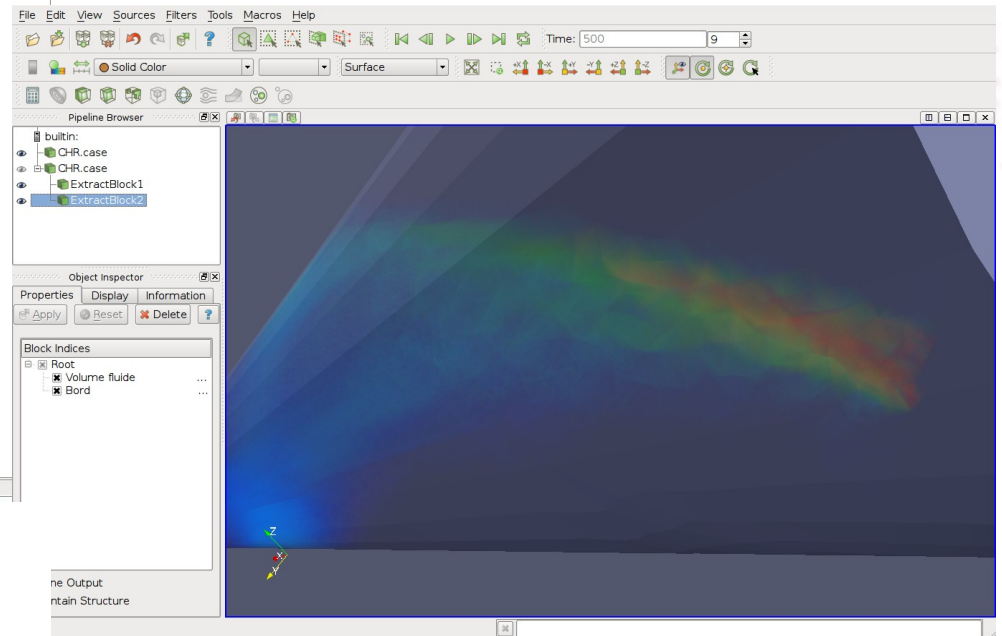 File Edit View Sources Filters Tools Macros Help
Time: 500 9
Solid Color Surface +X -X +Y -Y +Z -Z
Pipeline Browser
builtin:
CHR.case
CHR.case
ExtractBlock1
ExtractBlock2
Object Inspector
Properties Display Information
Apply Reset Delete ?
Block Indices
Root
Volume fluide ...
Bord ...
Z
X
Y
ne Output
ntain Structure